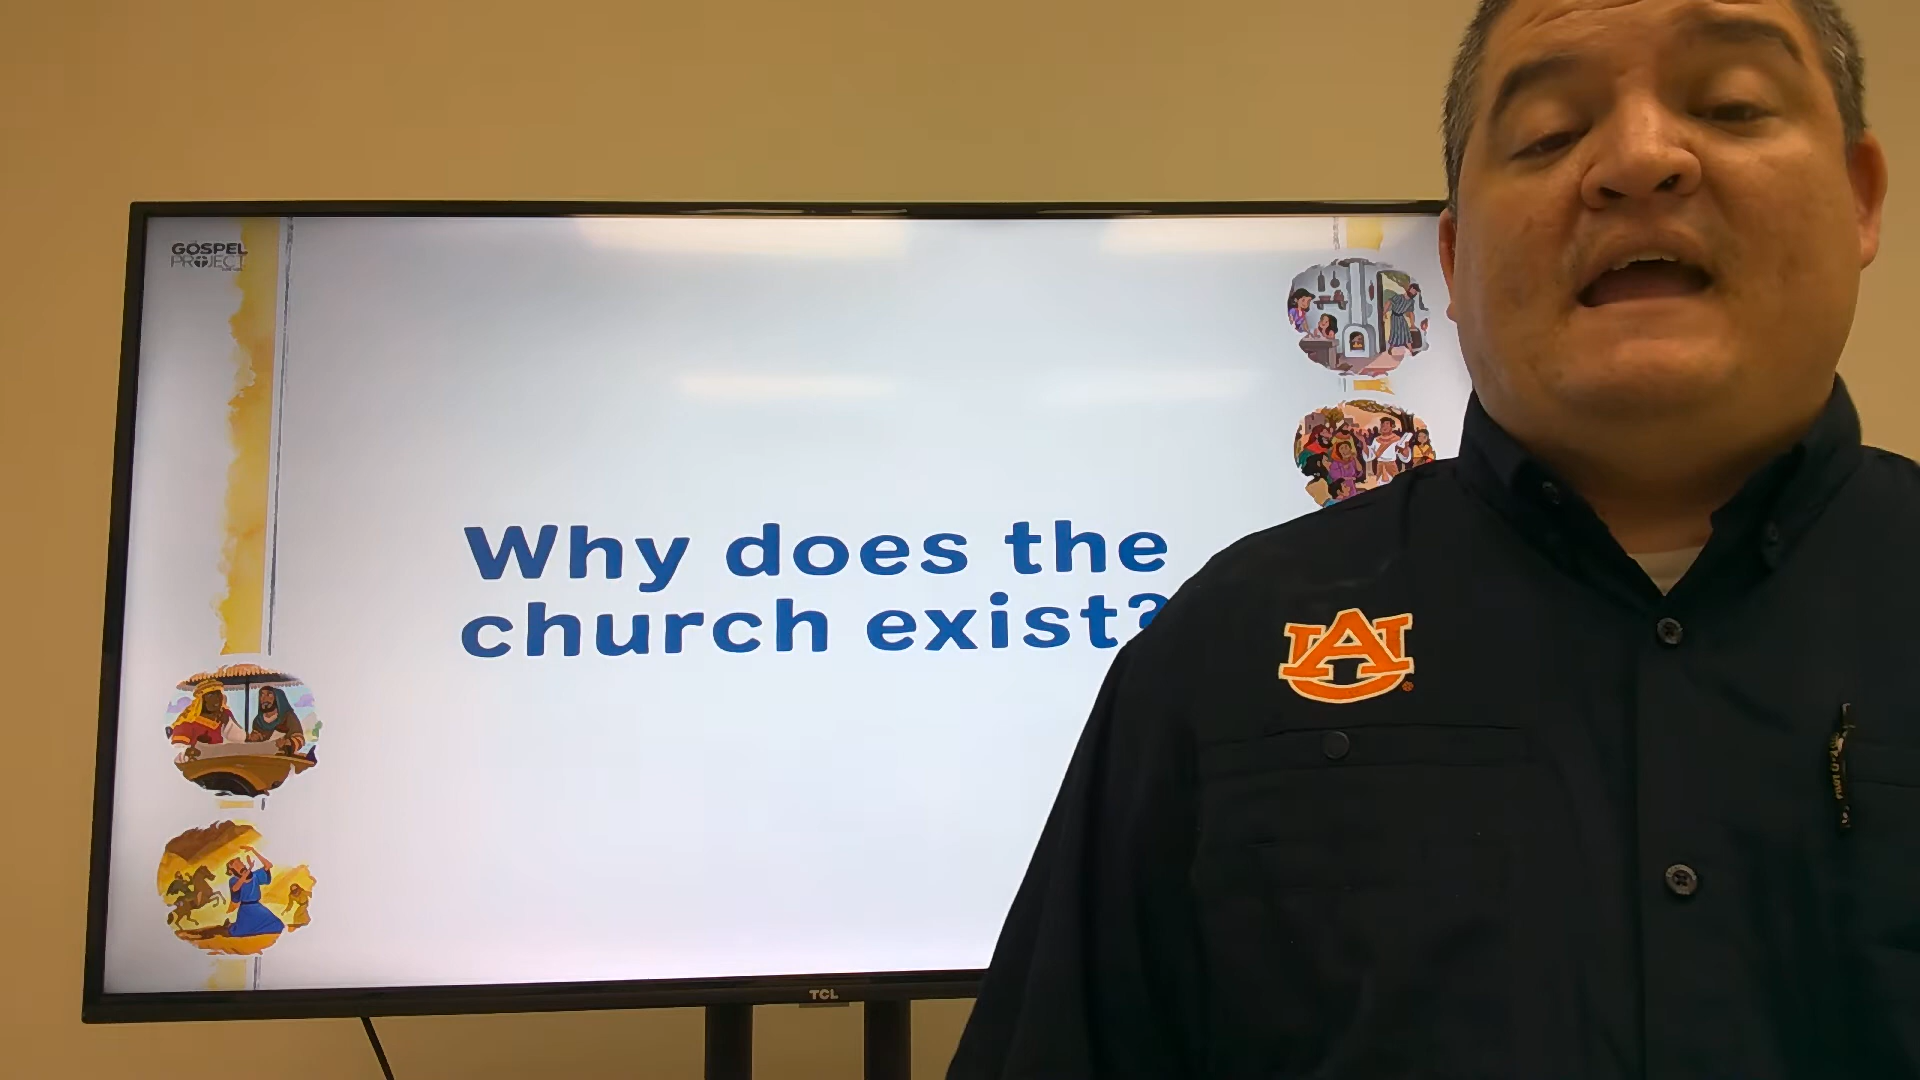 GOSPEL
PROJECT
Why does the
church exist?
TCL
AU